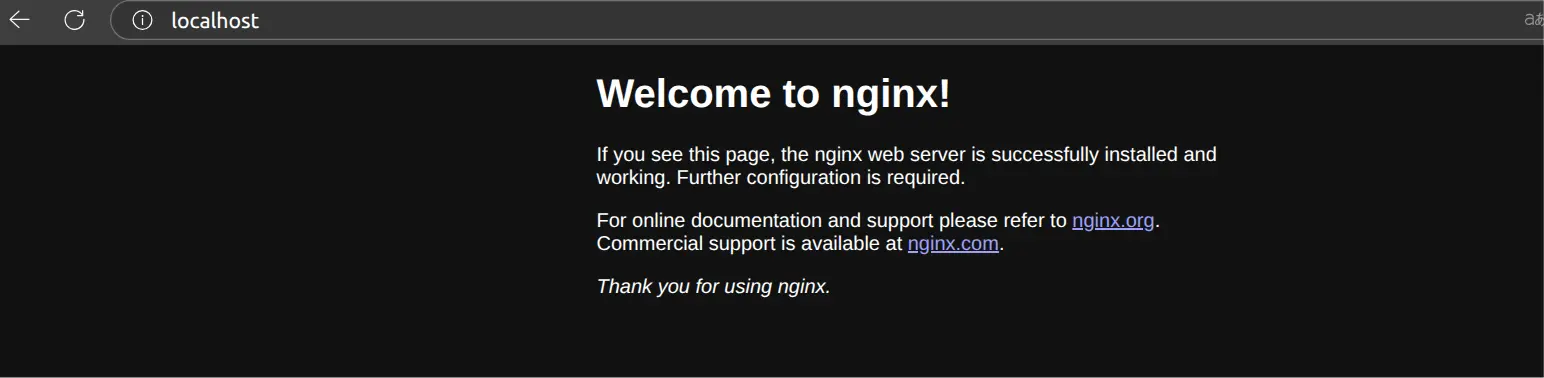 localhost
aあ
Welcome to nginx!
If you see this page, the nginx web server is successfully installed and
working. Further configuration is required.
For online documentation and support please refer to nginx.org.
Commercial support is available at nginx.com.
Thank you for using nginx.